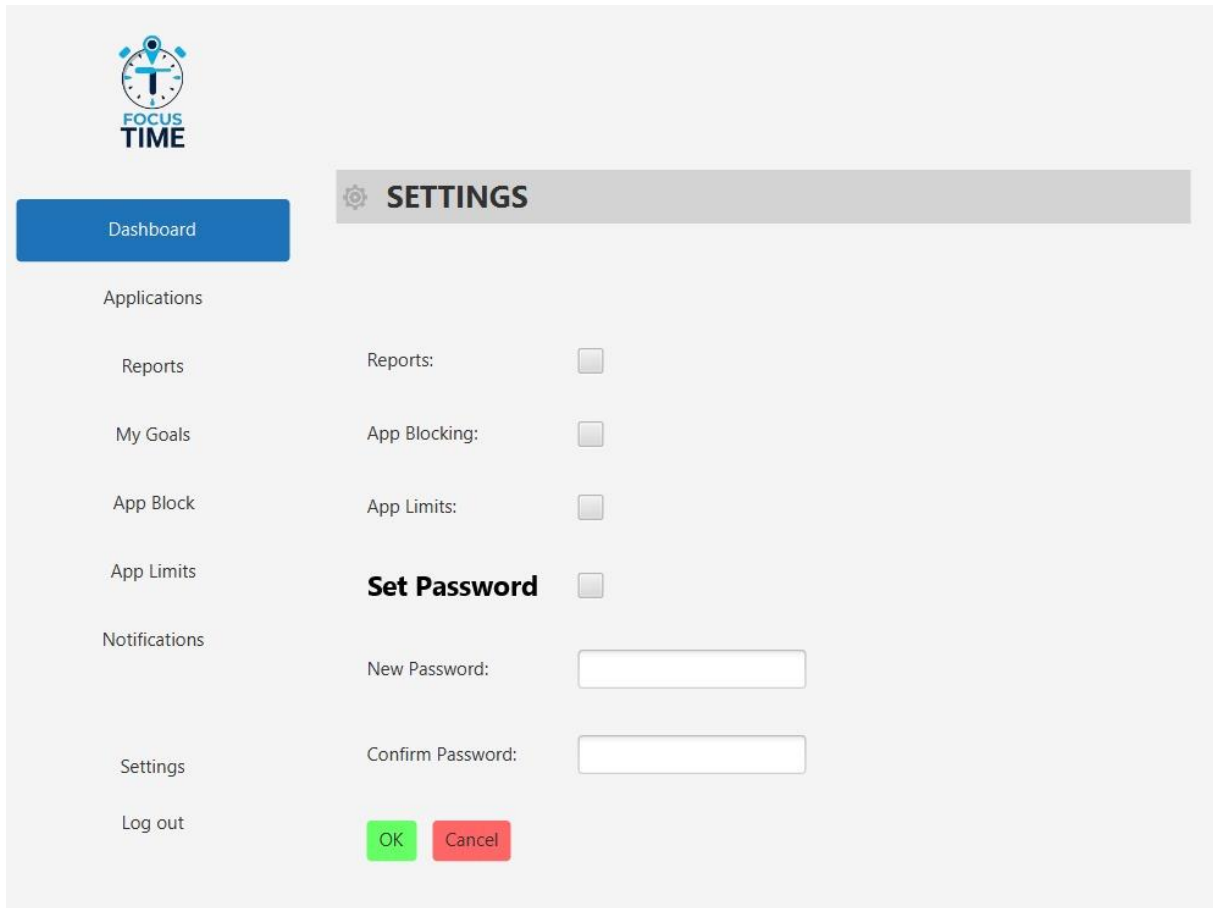 FOCUS
TIME
SETTINGS
Dashboard
Applications
Reports
My Goals
App Block
App Limits
Notifications
Settings
Log out
Reports:
App Blocking:
App Limits:
Set Password
New Password:
Confirm Password:
OK Cancel